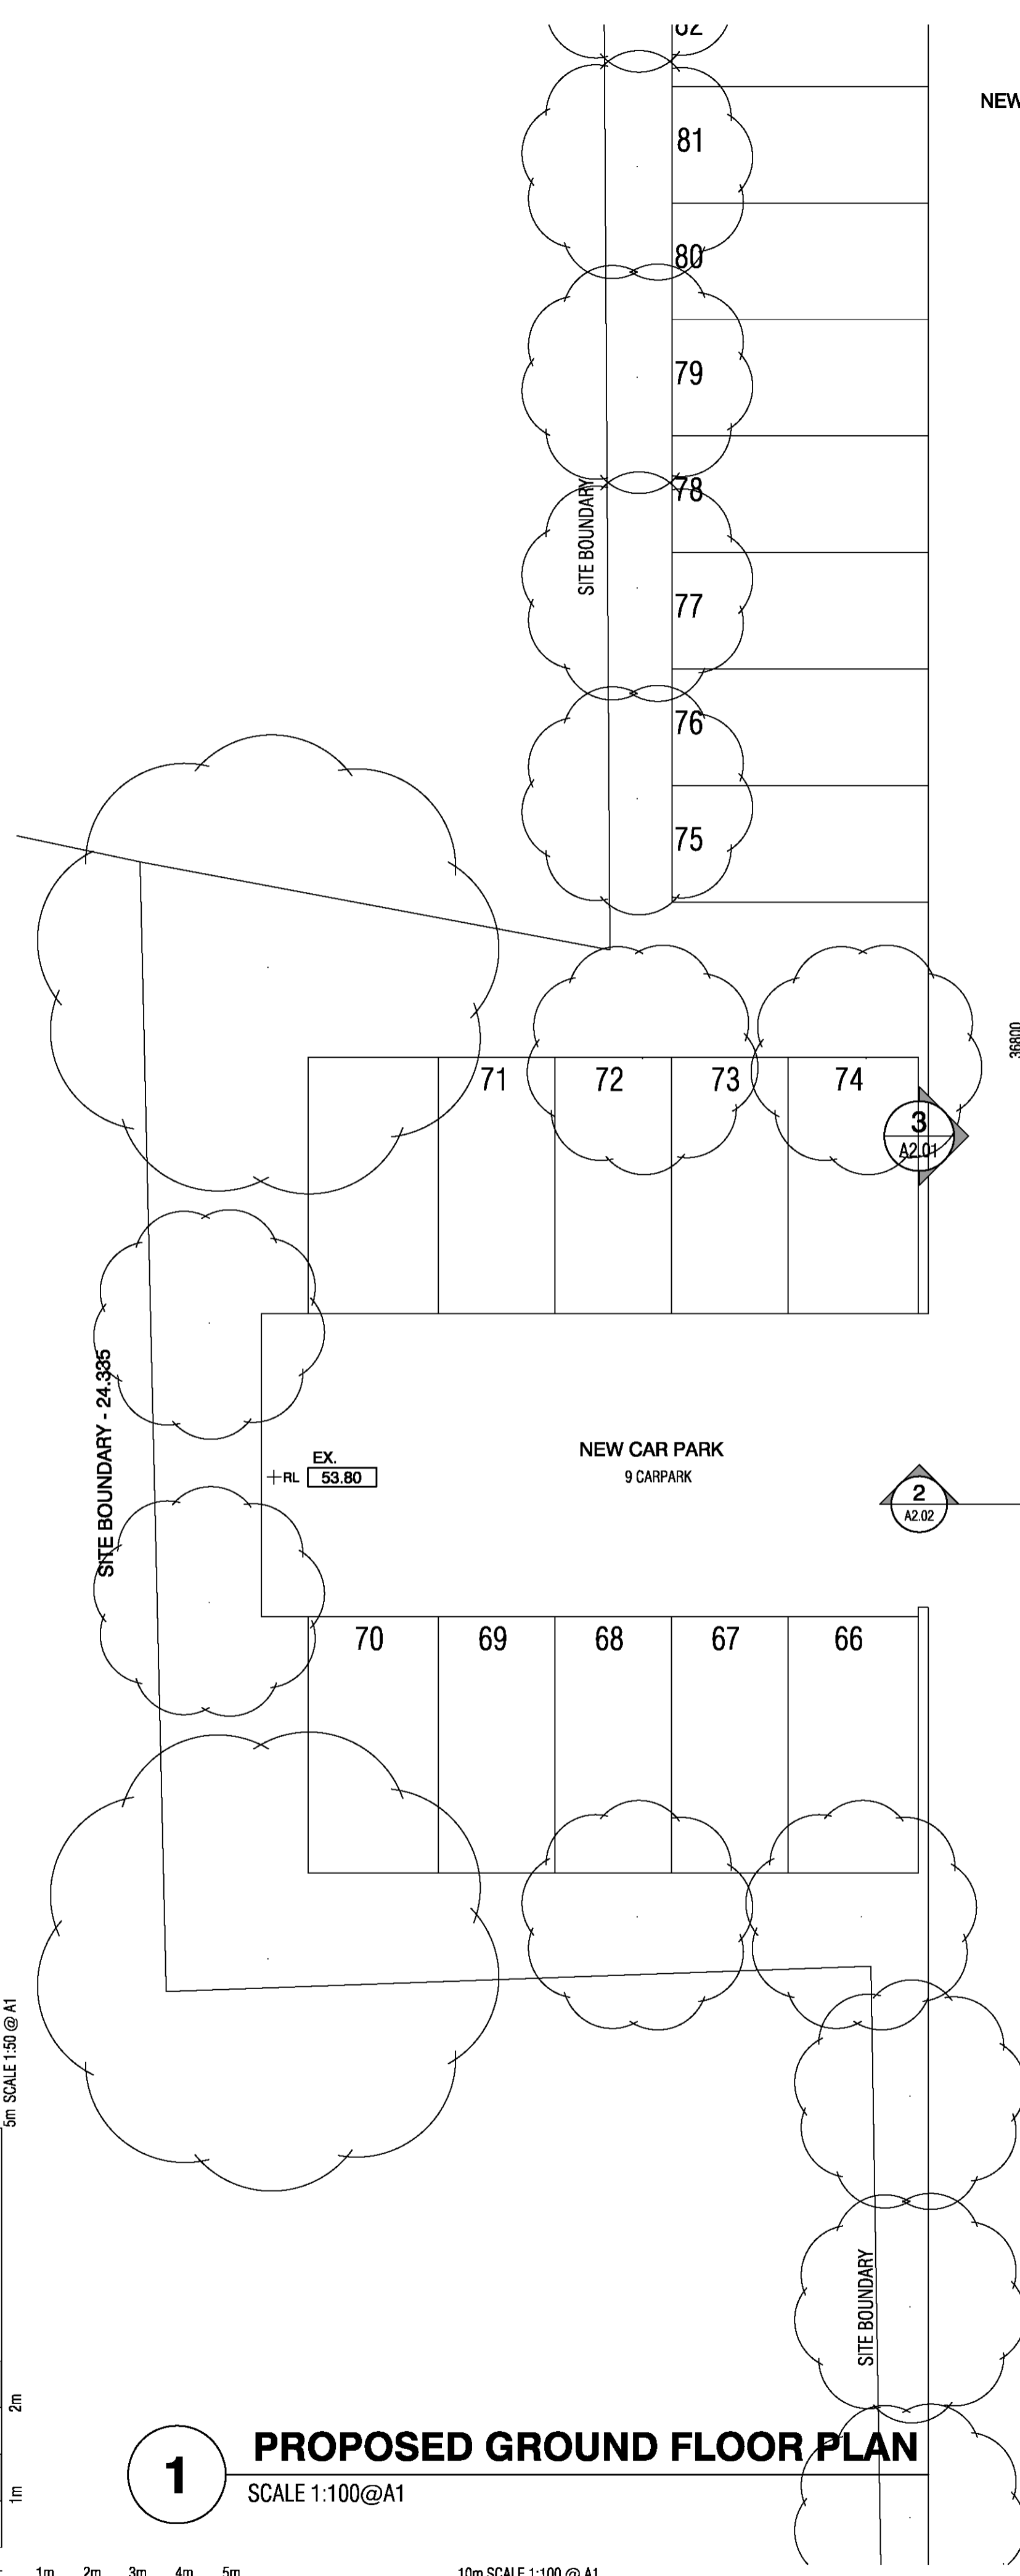 82
NEW
81
80
79
78
SITE BOUNDARY
77
76
75
36800
71
72
73
74
3
A2.01
SITE BOUNDARY - 24.335
EX.
RL 53.80
NEW CAR PARK
9 CARPARK
2
A2.02
70
69
68
67
66
5m SCALE 1:50 @ A1
SITE BOUNDARY
2m
1m
1
PROPOSED GROUND FLOOR PLAN
SCALE 1:100@A1
1m 2m 3m 4m 5m 10m SCALE 1:100 @ A1